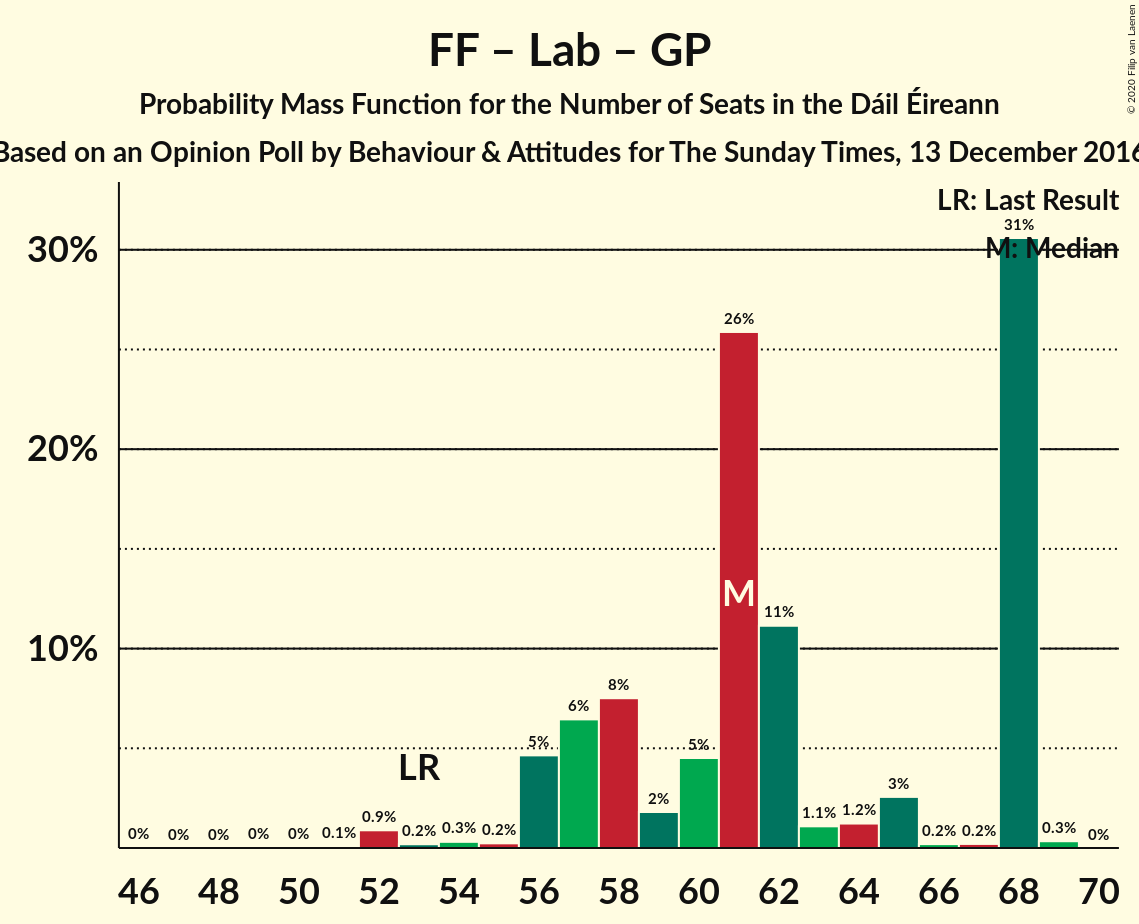 FF – Lab – GP
Probability Mass Function for the Number of Seats in the Dáil Éireann
Based on an Opinion Poll by Behaviour & Attitudes for The Sunday Times, 13 December 2016
© 2020 Filip van Laenen
LR: Last Result
M: Median
30%
20%
10%
0% 0% 0% 0% 0% 0.1% 0.9% 0.2% 0.3% 0.2% 5% 6% 8% 2% 5% 26% 11% 1.1% 1.2% 3% 0.2% 0.2% 31% 0.3% 0%
LR
M
46 48 50 52 54 56 58 60 62 64 66 68 70